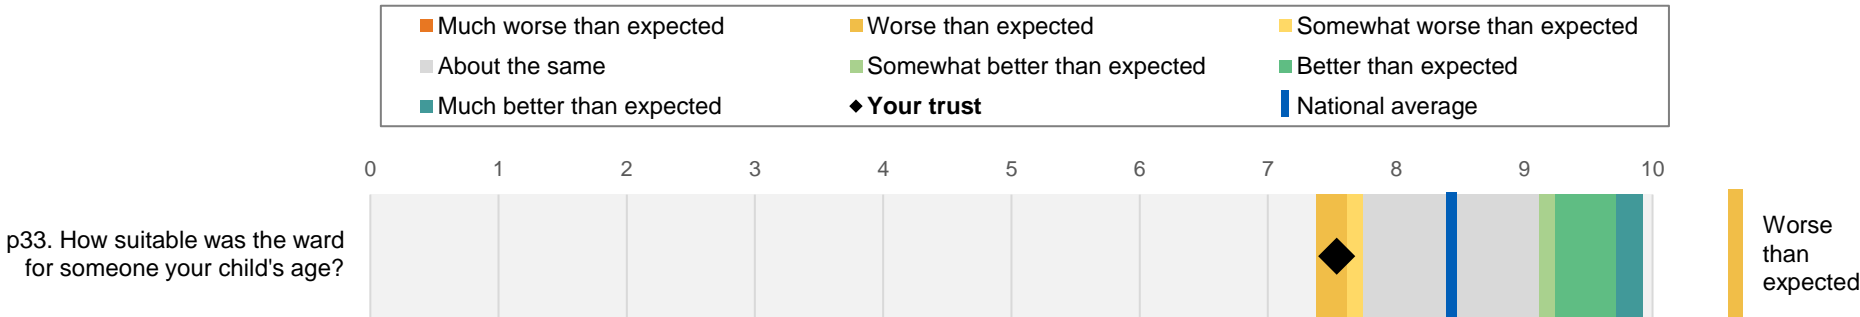 Much worse than expected
Worse than expected
Somewhat worse than expected
About the same
Somewhat better than expected
Better than expected
Much better than expected
Your trust
National average
0 1 2 3 4 5 6 7 8 9 10
p33. How suitable was the ward
for someone your child's age?
Worse
than
expected